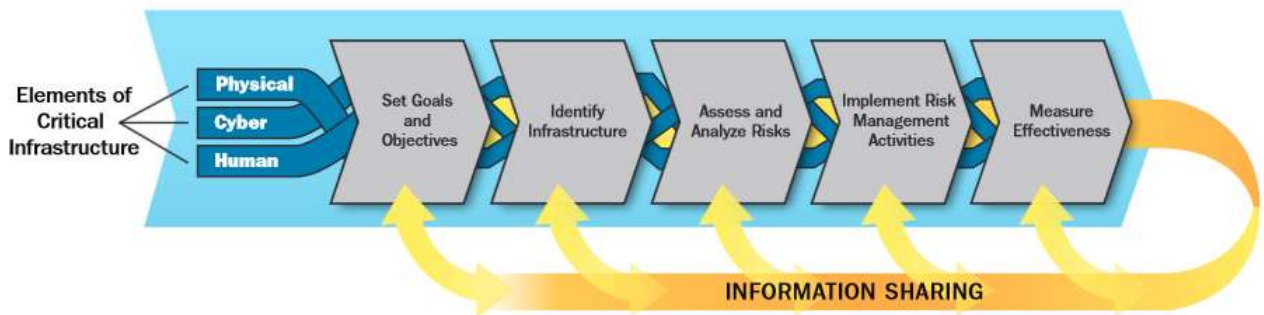 Elements of
Critical
Infrastructure
Physical
Cyber
Human
Set Goals
and
Objectives
Identify
Infrastructure
Assess and
Analyze Risks
Implement Risk
Management
Activities
Measure
Effectiveness
INFORMATION SHARING